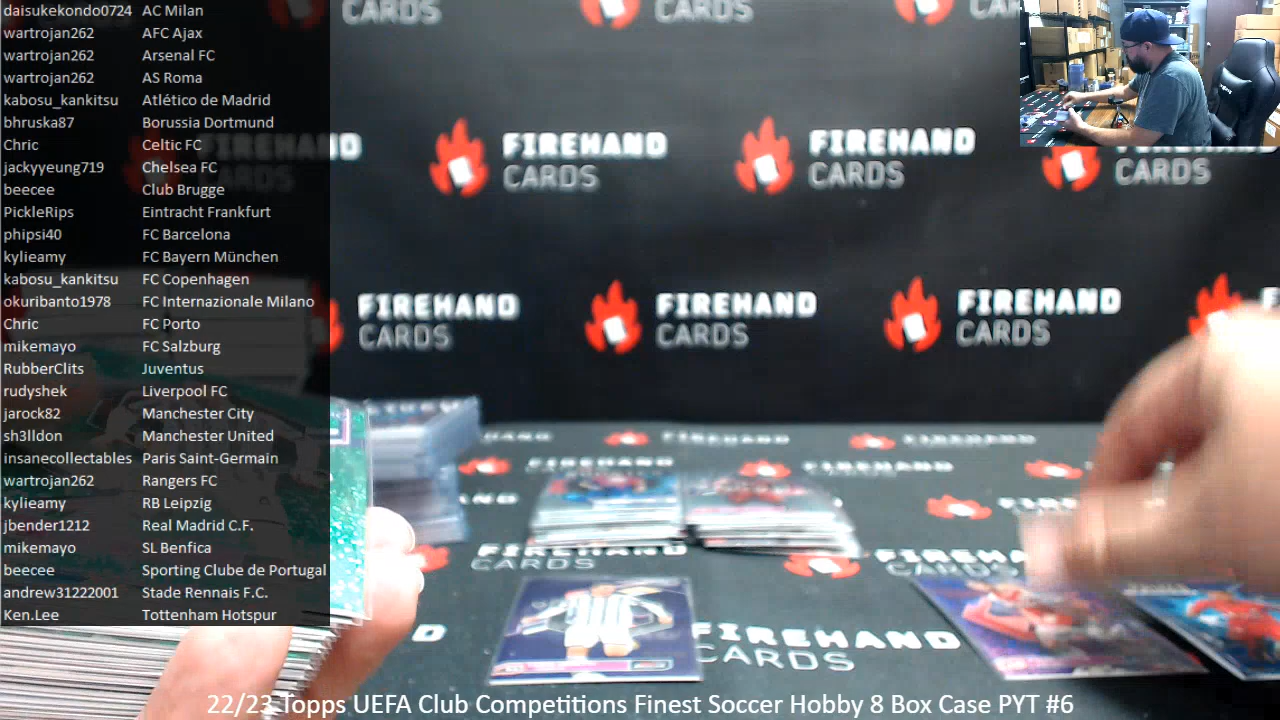 daisukekondo0724 AC Milan
wartrojan262 AFC Ajax
wartrojan262 Arsenal FC
wartrojan262 AS Roma
kabosu_kankitsu Atlético de Madrid
bhruska87 Borussia Dortmund
Chric Celtic FC
jackyyeung719 Chelsea FC
beecee Club Brugge
PickleRips Eintracht Frankfurt
phipsi40 FC Barcelona
kylieamy FC Bayern München
kabosu_kankitsu FC Copenhagen
okuribanto1978 FC Internazionale Milano
Chric FC Porto
mikemayo FC Salzburg
RubberClits Juventus
rudyshek Liverpool FC
jarock82 Manchester City
sh3lldon Manchester United
insanecollectables Paris Saint-Germain
wartrojan262 Rangers FC
kylieamy RB Leipzig
jbender1212 Real Madrid C.F.
mikemayo SL Benfica
beecee Sporting Clube de Portugal
andrew31222001 Stade Rennais F.C.
Ken.Lee Tottenham Hotspur
CARDS CARDS
FIREHAND CARDS
FIREHAND CARDS
CARDS
FIREHAND CARDS
FIREHAND CARDS
FIREHAND CARDS
FIREHAND
FIREHAND
FIREHAND
FIREHAND
CARDS
FIREHAND
CARDS
22/23 Topps UEFA Club Competitions Finest Soccer Hobby 8 Box Case PYT #6